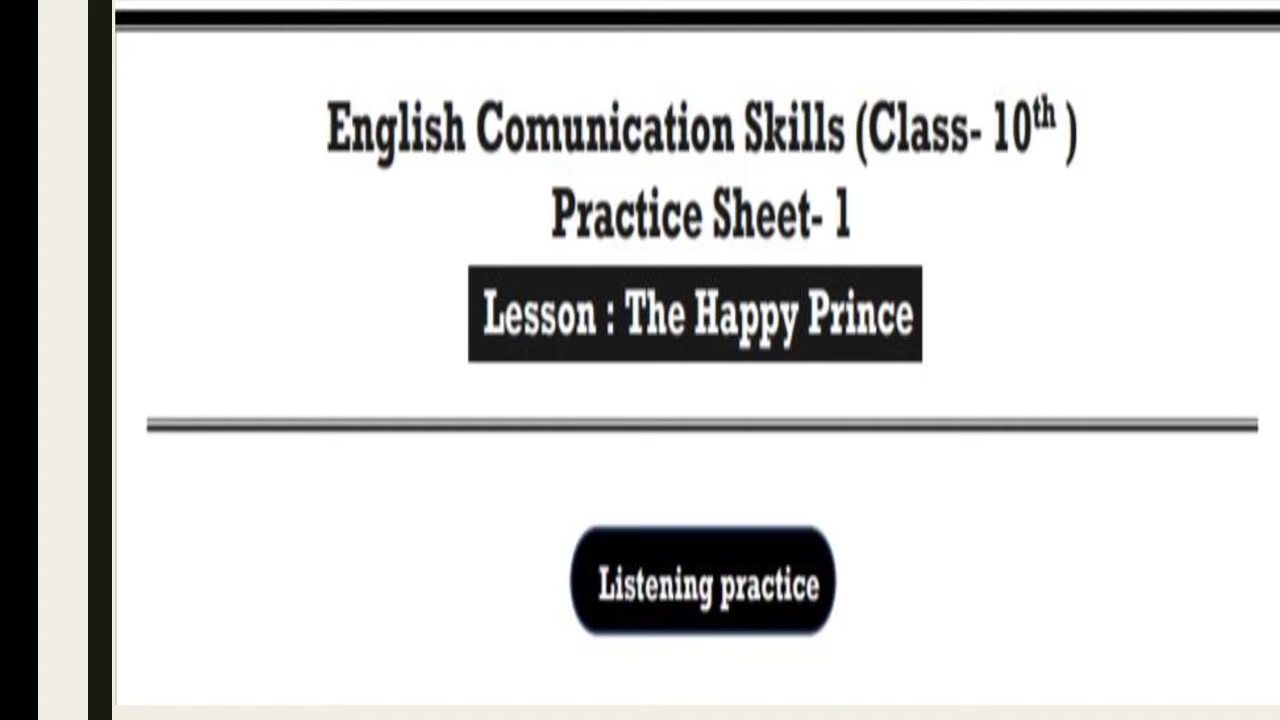 English Comunication Skills (Class- 10th )
Practice Sheet- 1
Lesson : The Happy Prince
Listening practice